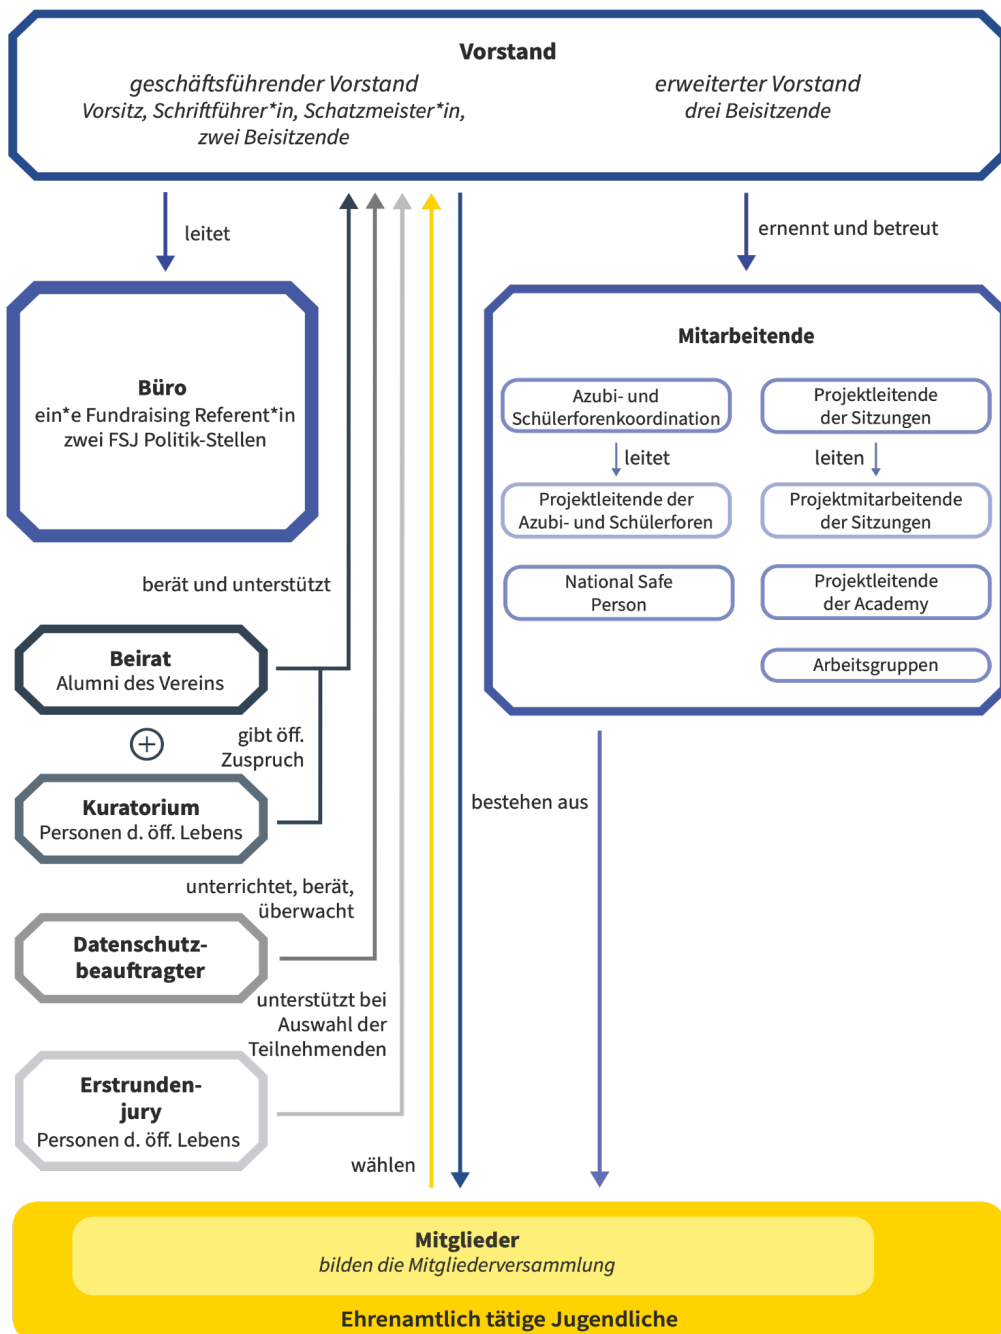 Vorstand
geschäftsführender Vorstand
Vorsitz, Schriftführer*in, Schatzmeister*in,
zwei Beisitzende
erweiterter Vorstand
drei Beisitzende
leitet
ernennt und betreut
Büro
ein*e Fundraising Referent*in
zwei FSJ Politik-Stellen
Mitarbeitende
Azubi- und
Schülerforenkoordination
leitet
Projektleitende der
Azubi- und Schülerforen
National Safe
Person
Projektleitende
der Sitzungen
leiten
Projektmitarbeitende
der Sitzungen
Projektleitende
der Academy
Arbeitsgruppen
berät und unterstützt
Beirat
Alumni des Vereins
gibt öff.
Zuspruch
Kuratorium
Personen d. öff. Lebens
bestehen aus
unterrichtet, berät,
überwacht
Datenschutz-
beauftragter
unterstützt bei
Auswahl der
Teilnehmenden
Erstrunden-
jury
Personen d. öff. Lebens
wählen
Mitglieder
bilden die Mitgliederversammlung
Ehrenamtlich tätige Jugendliche